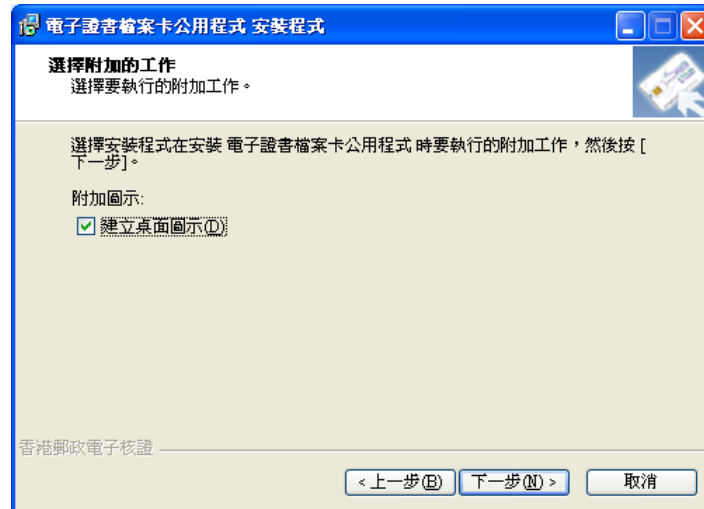 電子證書檔案卡公用程式 安裝程式
選擇附加的工作
選擇要執行的附加工作。
選擇安裝程式在安裝 電子證書檔案卡公用程式 時要執行的附加工作，然後按 [
下一步]。
附加圖示:
建立桌面圖示(D)
香港郵政電子核證
<上一步(B) 下一步(N) > 取消